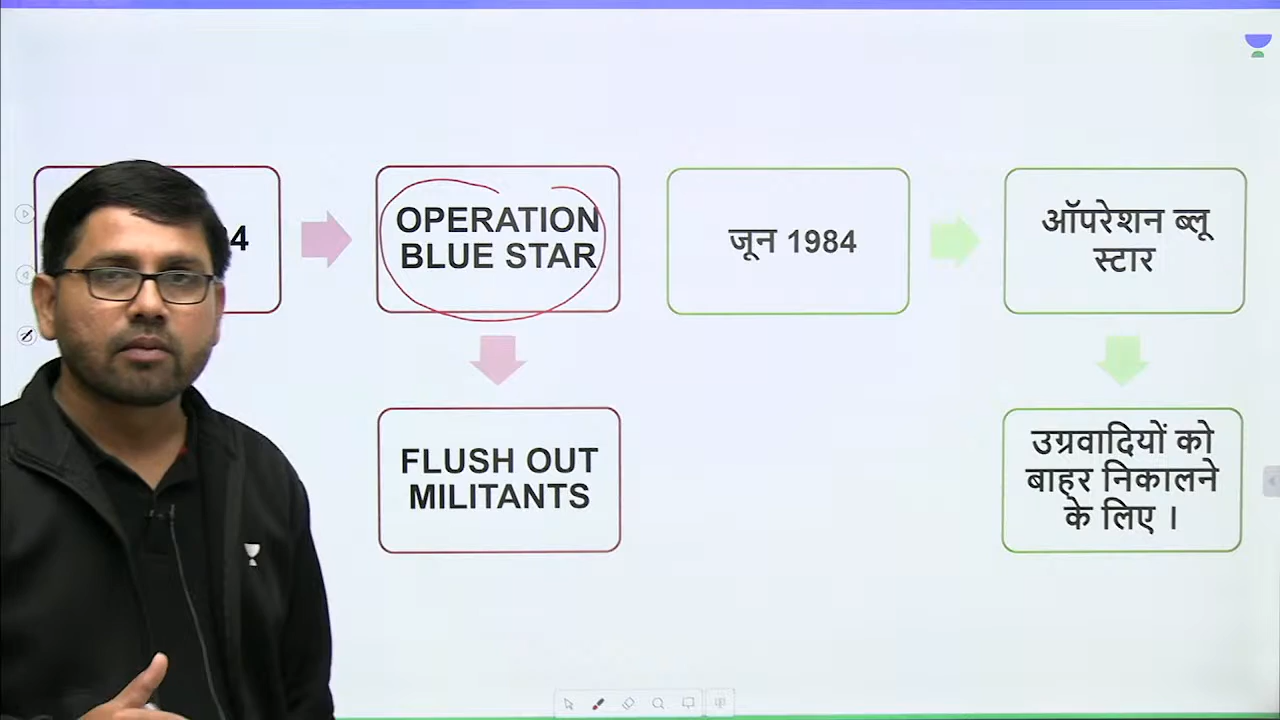 4
OPERATION
BLUE STAR
जून 1984
ऑपरेशन ब्लू
स्टार
FLUSH OUT
MILITANTS
उग्रवादियों को
बाहर निकालने
के लिए ।